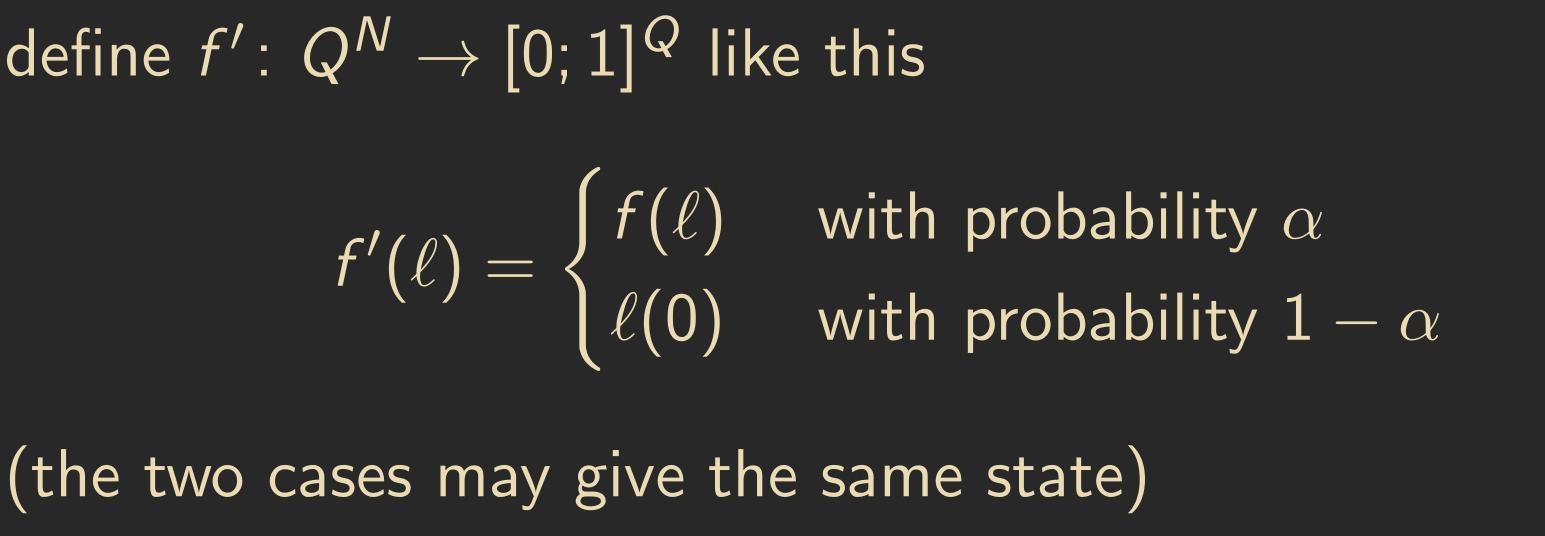 define f′: Q^N → [0; 1]^Q like this
f′(ℓ) = { f(ℓ) with probability α
ℓ(0) with probability 1 − α
(the two cases may give the same state)